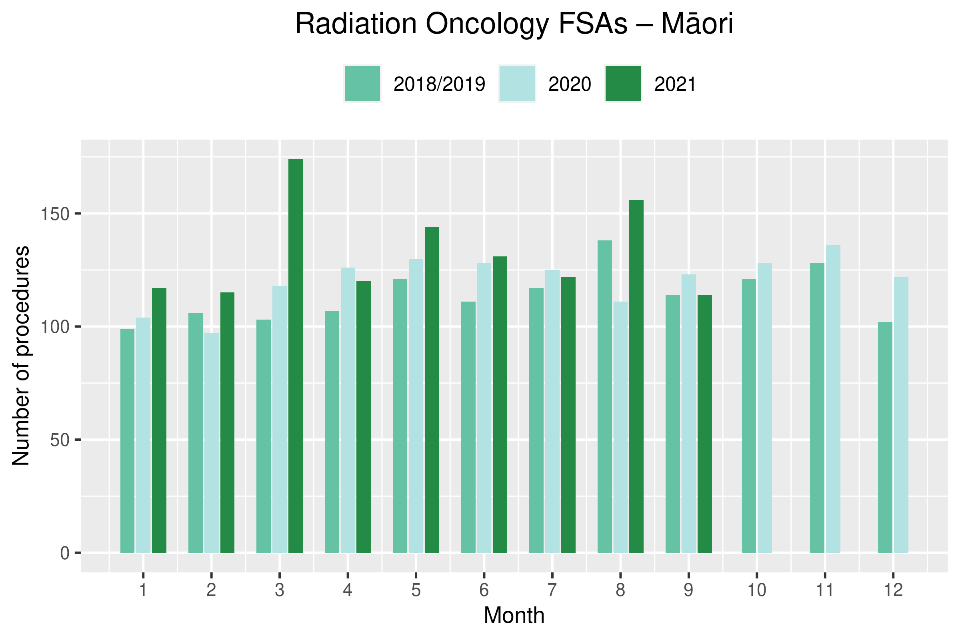 Radiation Oncology FSAs – Māori
2018/2019 2020 2021
Number of procedures
150
100
50
0
1 2 3 4 5 6 7 8 9 10 11 12
Month